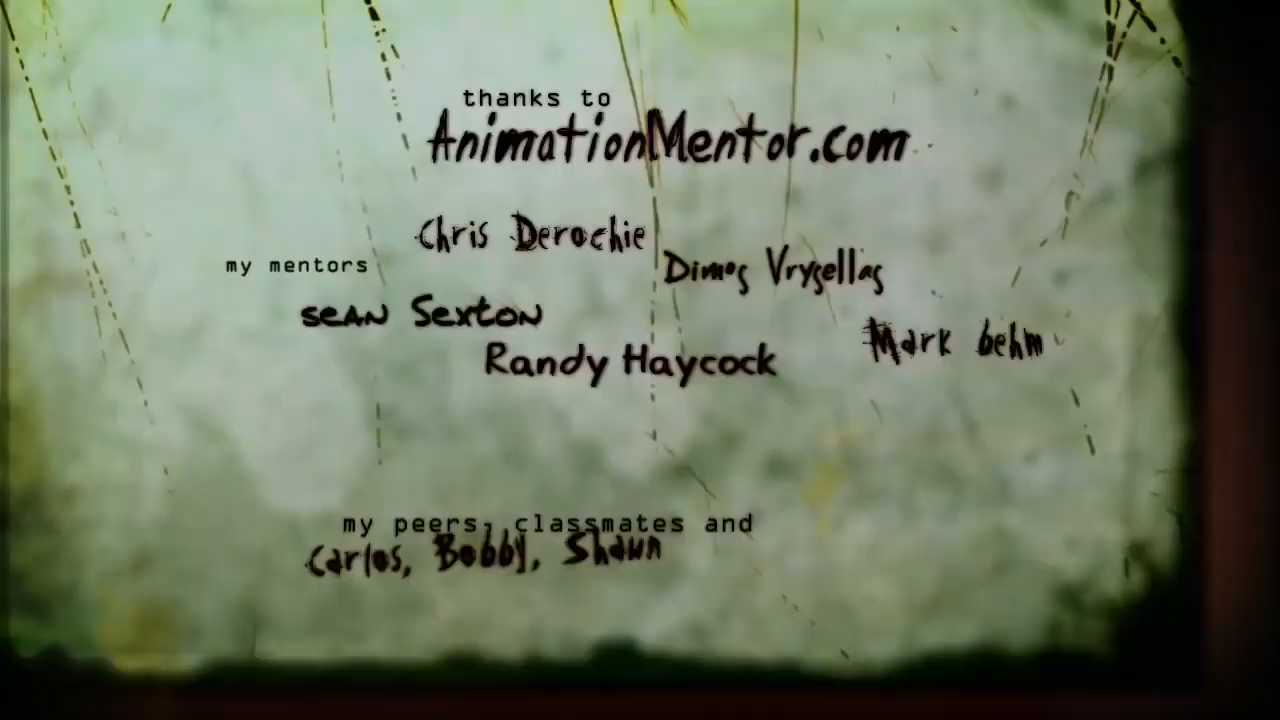 thanks to
AnimationMentor.com
Chris Derochie
my mentors
Dimos Vrysellas
sEAN SextoN
Mark behm
Randy Haycock
my peers, classmates and
Carlos, Bobby, Shawn